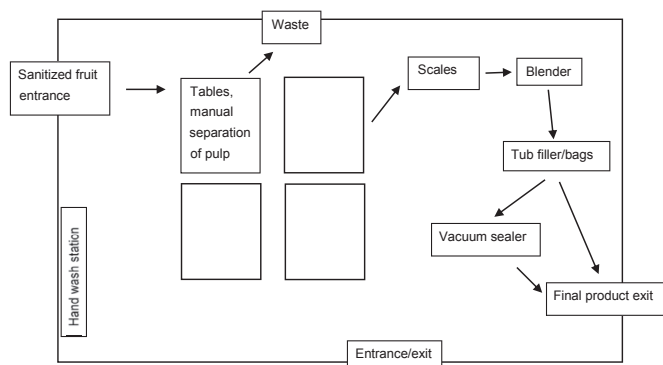 Waste
Sanitized fruit
entrance
Tables,
manual
separation
of pulp
Scales
Blender
Tub filler/bags
Vacuum sealer
Final product exit
Hand wash station
Entrance/exit